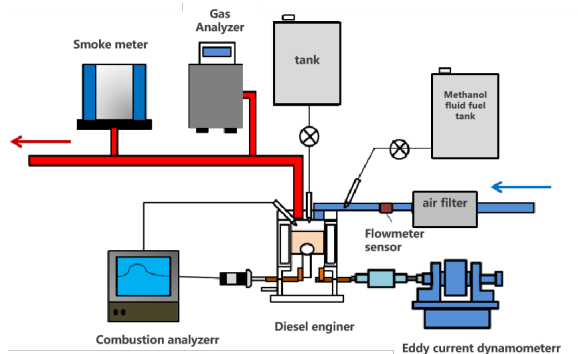 Gas
Analyzer
Smoke meter
tank
Methanol
fluid fuel
tank
air filter
Flowmeter
sensor
Diesel enginer
Combustion analyzerr
Eddy current dynamometerr